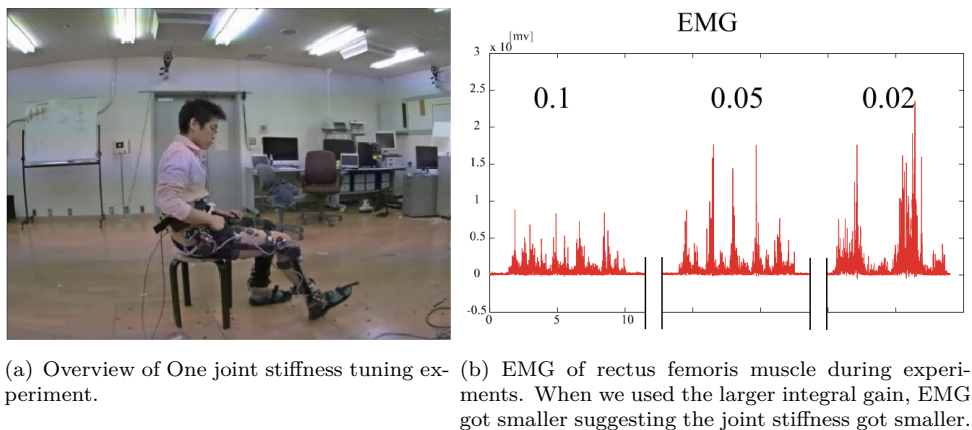 EMG
x 10
[mv]
3
2.5
2
1.5
1
0.5
0
-0.5
0
5
10
0.1
0.05
0.02
(a) Overview of One joint stiffness tuning ex-
periment.
(b) EMG of rectus femoris muscle during experi-
ments. When we used the larger integral gain, EMG
got smaller suggesting the joint stiffness got smaller.